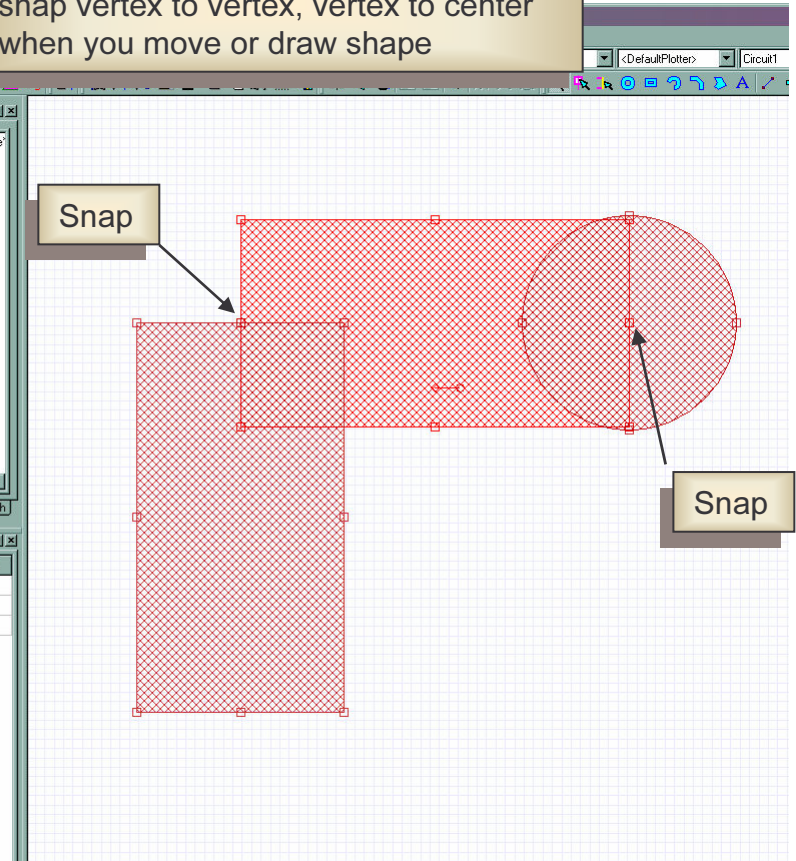 snap vertex to vertex, vertex to center
when you move or draw shape
<DefaultPlotter>
Circuit1
A
Snap
Snap